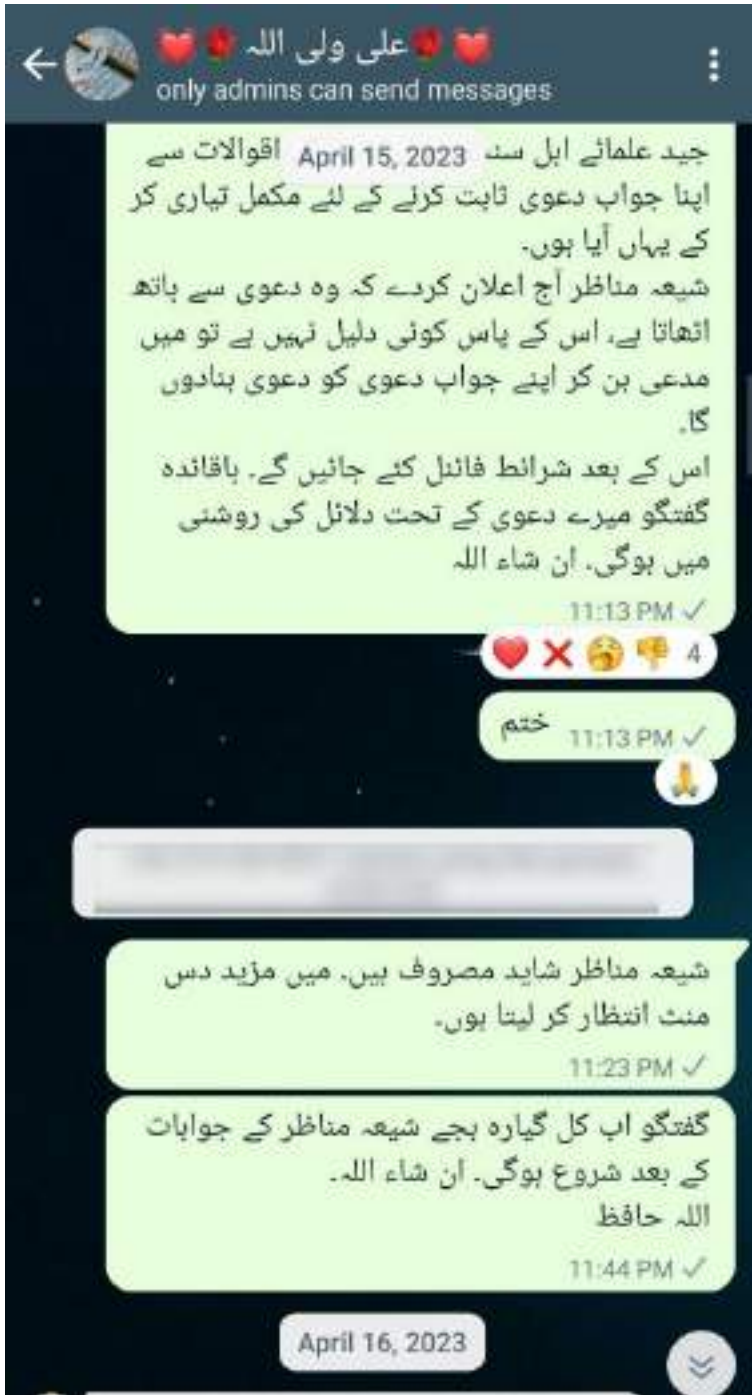 ❤️🌹علی ولی اللہ 🌹❤️
only admins can send messages
جید علمائے اہل سنت اقوالات سے
April 15, 2023
اپنا جواب دعوی ثابت کرنے کے لئے مکمل تیاری کر
کے یہاں آیا ہوں۔
شیعہ مناظر آج اعلان کردے کہ وہ دعوی سے ہاتھ
اٹھاتا ہے، اس کے پاس کوئی دلیل نہیں ہے تو میں
مدعی بن کر اپنے جواب دعوی کو دعوی بنادوں
گا۔
اس کے بعد شرائط فائنل کئے جائیں گے۔ باقائدہ
گفتگو میرے دعوی کے تحت دلائل کی روشنی
میں ہوگی۔ ان شاء اللہ
11:13 PM
4
ختم
11:13 PM
شیعہ مناظر شاید مصروف ہیں۔ میں مزید دس
منٹ انتظار کر لیتا ہوں۔
11:23 PM
گفتگو اب کل گیارہ بجے شیعہ مناظر کے جوابات
کے بعد شروع ہوگی۔ ان شاء اللہ۔
اللہ حافظ
11:44 PM
April 16, 2023